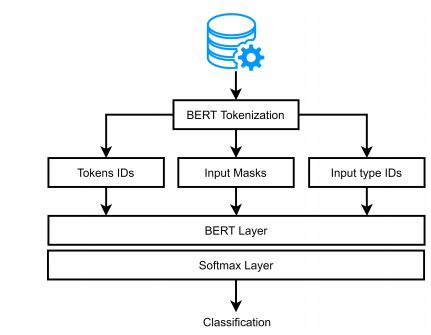 BERT Tokenization
Tokens IDs
Input Masks
Input type IDs
BERT Layer
Softmax Layer
Classification